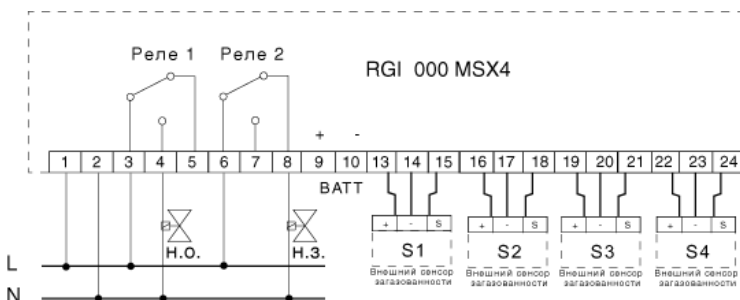 Реле 1 Реле 2
RGI 000 MSX4
+ -
1 2 3 4 5 6 7 8 9 10 13 14 15 16 17 18 19 20 21 22 23 24
BATT
+ - S + - S + - S + - S
Н.О. Н.З.
S1 S2 S3 S4
L
Внешний сенсор загазованности
Внешний сенсор загазованности
Внешний сенсор загазованности
Внешний сенсор загазованности
N